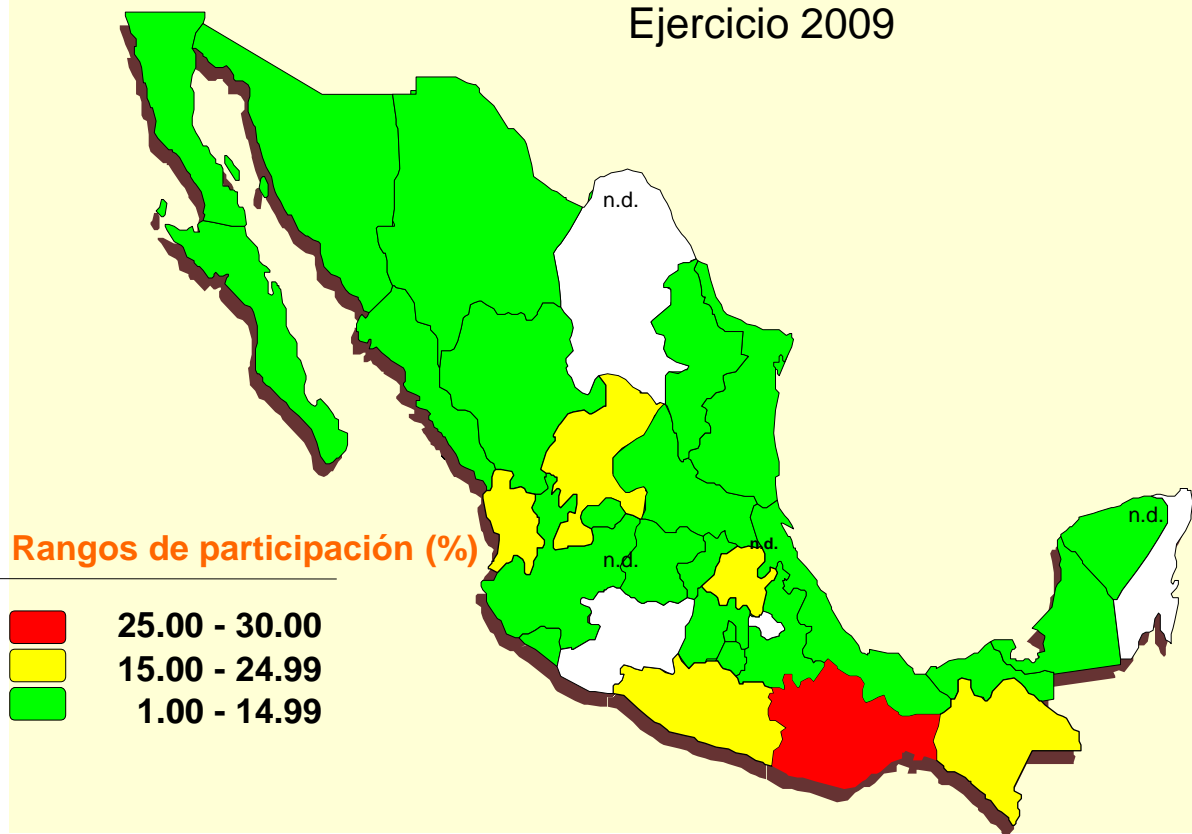 Ejercicio 2009
n.d.
n.d.
n.d.
n.d.
Rangos de participación (%)
25.00 - 30.00
15.00 - 24.99
1.00 - 14.99